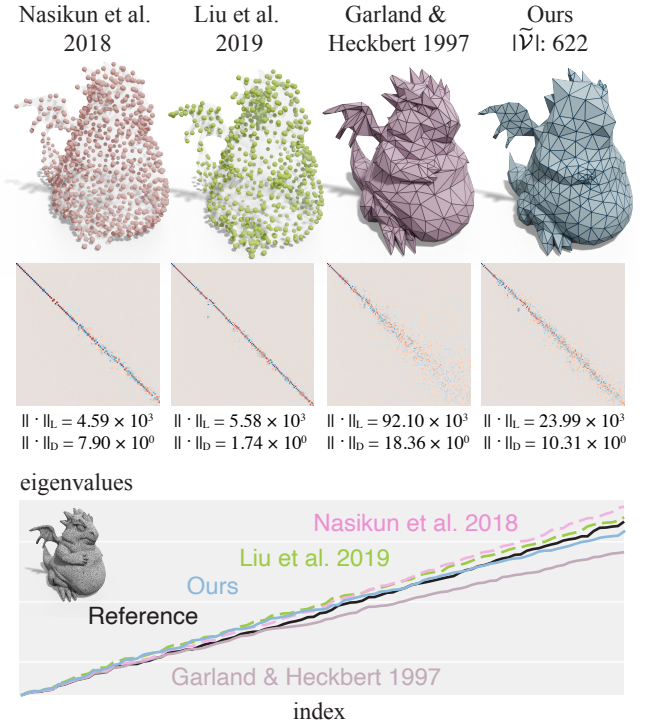 Nasikun et al.
2018
Liu et al.
2019
Garland &
Heckbert 1997
Ours
|Ṽ|: 622
|| · ||L = 4.59 × 10³
|| · ||D = 7.90 × 10⁰
|| · ||L = 5.58 × 10³
|| · ||D = 1.74 × 10⁰
|| · ||L = 92.10 × 10³
|| · ||D = 18.36 × 10⁰
|| · ||L = 23.99 × 10³
|| · ||D = 10.31 × 10⁰
eigenvalues
Nasikun et al. 2018
Liu et al. 2019
Ours
Reference
Garland & Heckbert 1997
index